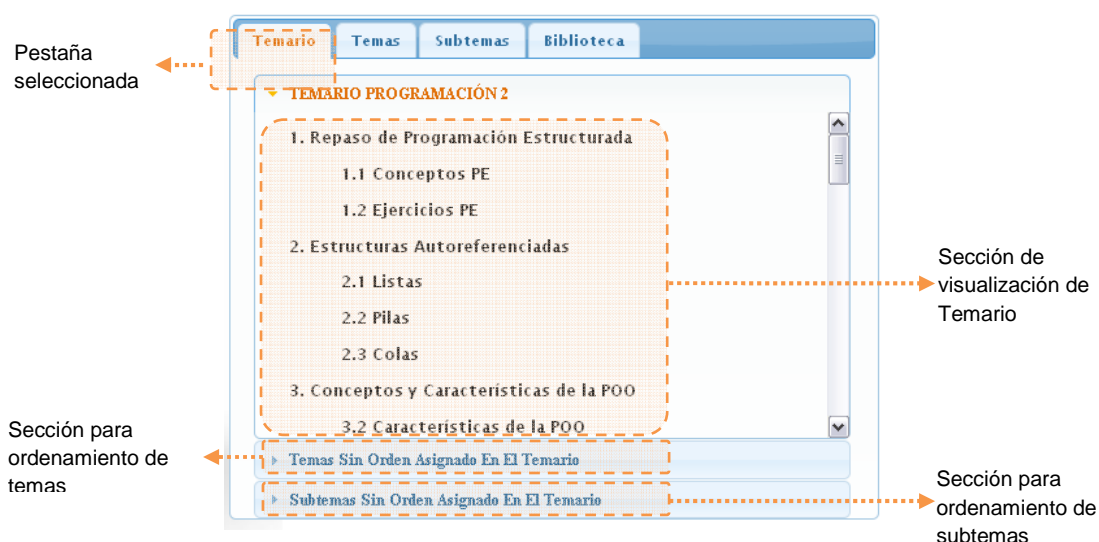 Pestaña
seleccionada
Temario Temas Subtemas Biblioteca
TEMARIO PROGRAMACIÓN 2
1. Repaso de Programación Estructurada
1.1 Conceptos PE
1.2 Ejercicios PE
2. Estructuras Autoreferenciadas
2.1 Listas
2.2 Pilas
2.3 Colas
3. Conceptos y Características de la POO
3.2 Características de la POO
Sección de
visualización de
Temario
Sección para
ordenamiento de
temas
Temas Sin Orden Asignado En El Temario
Subtemas Sin Orden Asignado En El Temario
Sección para
ordenamiento de
subtemas